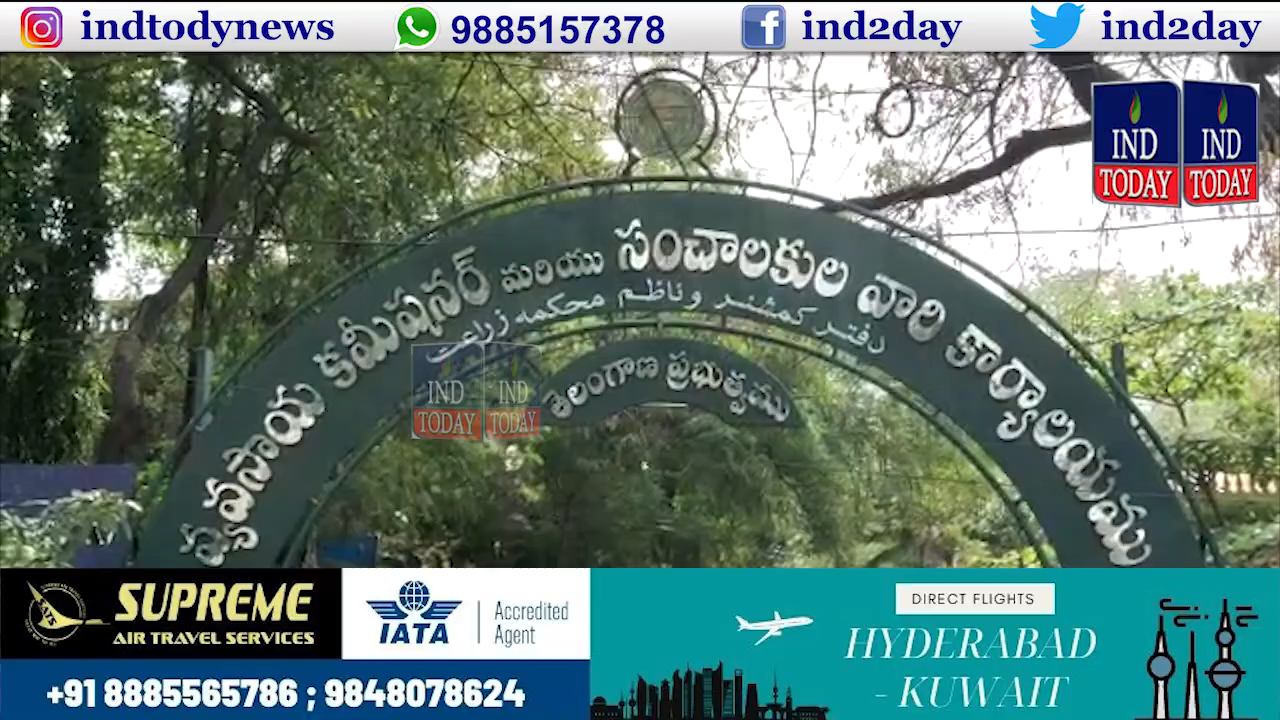 indtodynews
9885157378
ind2day
ind2day
IND TODAY
IND TODAY
వ్యవసాయ కమీషనర్ మరియు సంచాలకుల వారి కార్యాలయము
دفتر کمشنر و ناظم محکمہ زراعت
తెలంగాణ ప్రభుత్వము
IND TODAY
IND TODAY
SUPREME
AIR TRAVEL SERVICES
IATA
Accredited
Agent
+91 8885565786 ; 9848078624
DIRECT FLIGHTS
HYDERABAD
- KUWAIT